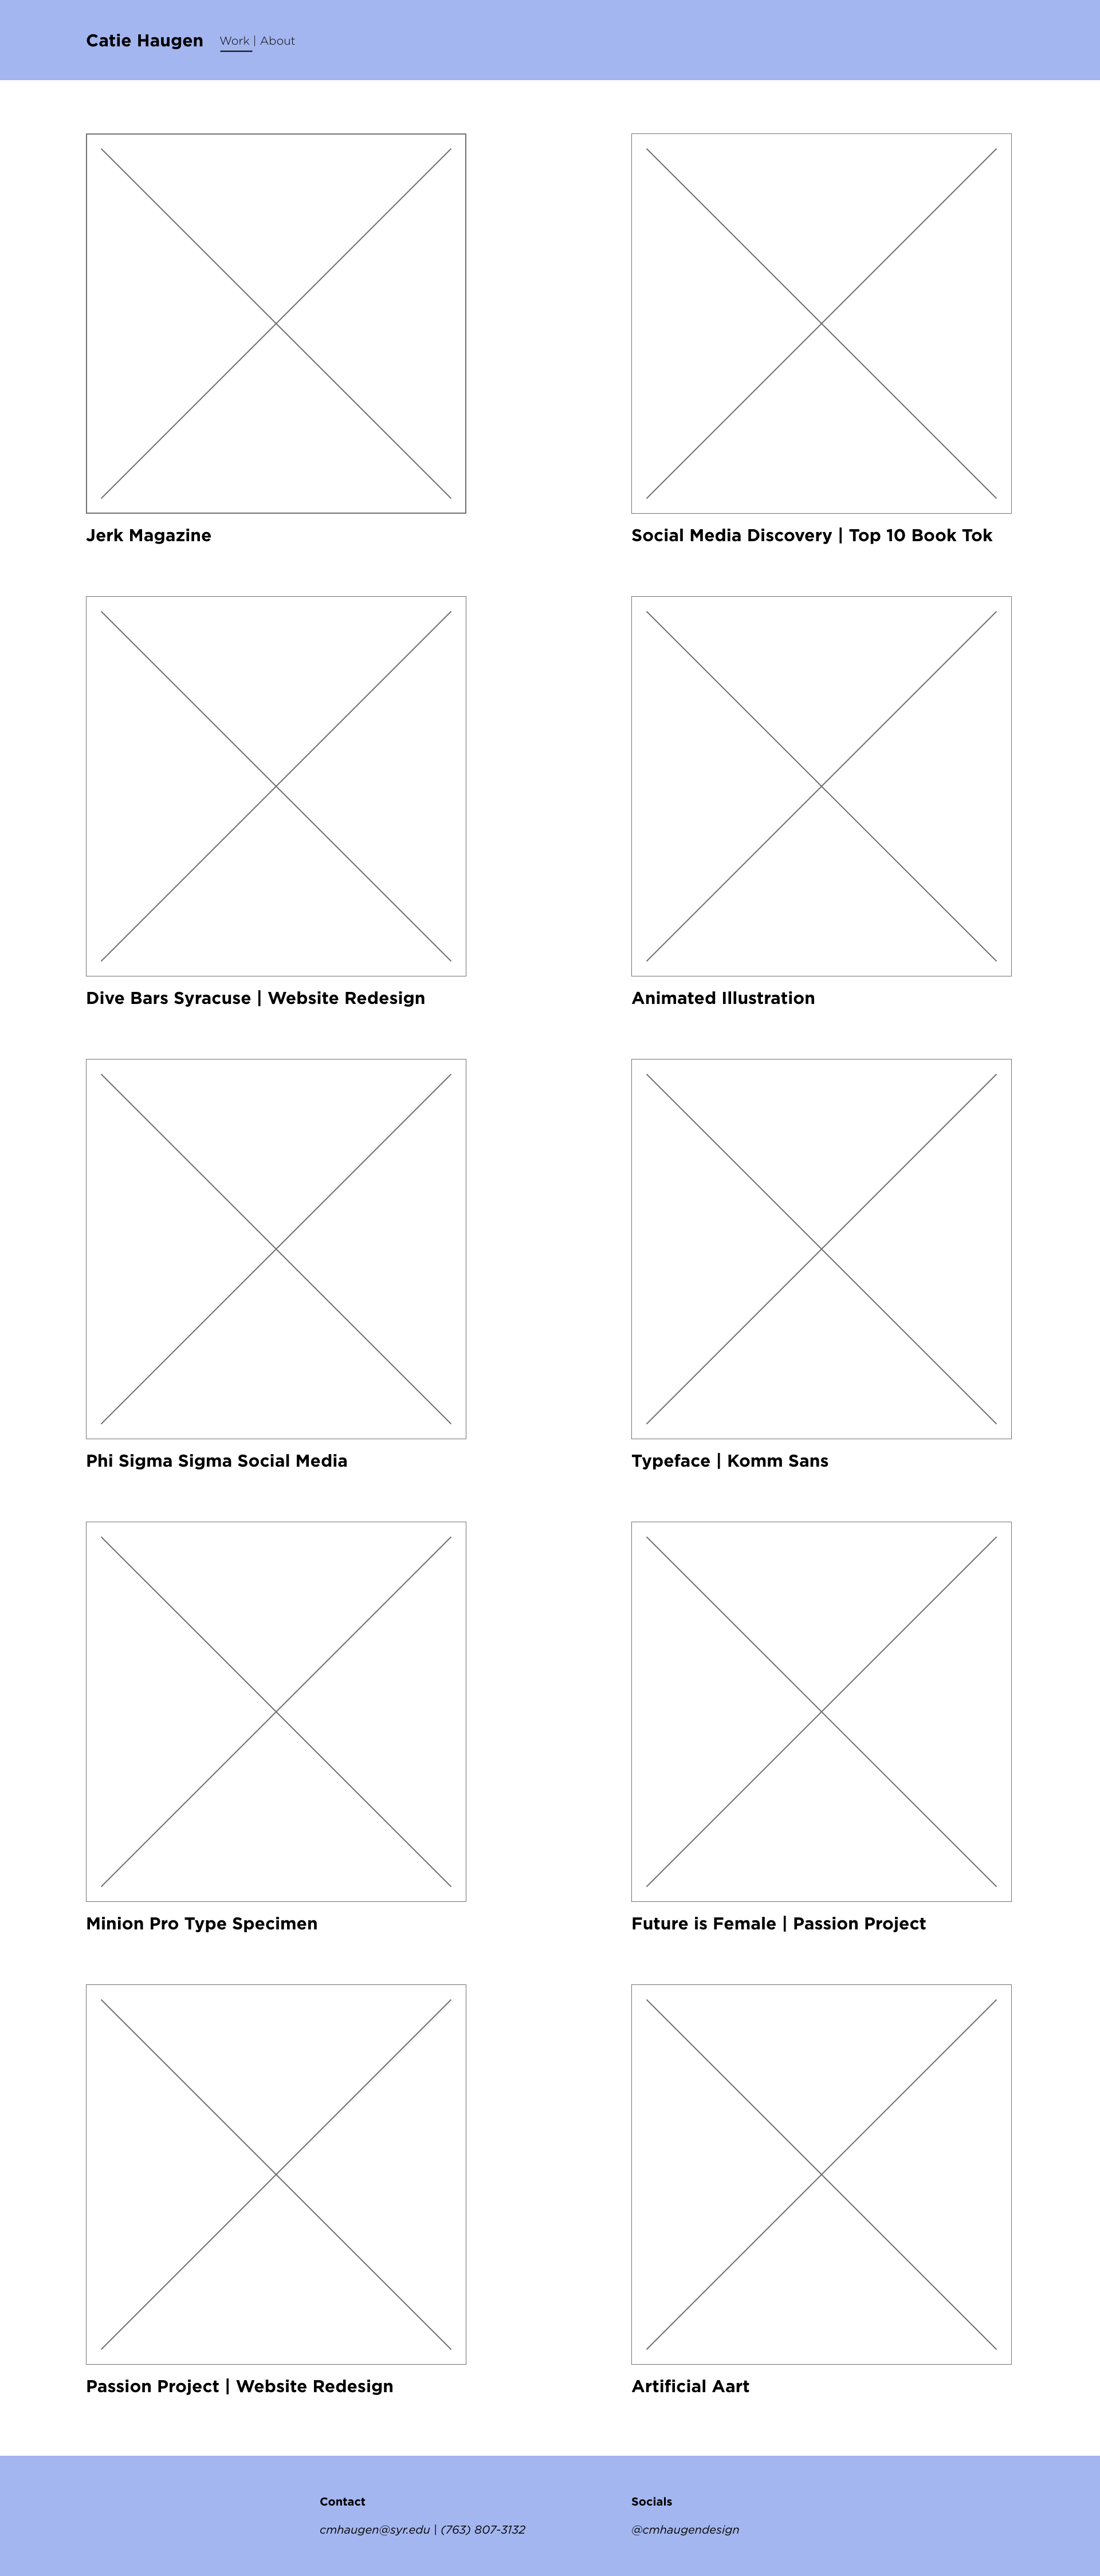 Catie Haugen Work | About
Jerk Magazine
Social Media Discovery | Top 10 Book Tok
Dive Bars Syracuse | Website Redesign
Animated Illustration
Phi Sigma Sigma Social Media
Typeface | Komm Sans
Minion Pro Type Specimen
Future is Female | Passion Project
Passion Project | Website Redesign
Artificial Aart
Contact
cmhaugen@syr.edu | (763) 807-3132
Socials
@cmhaugendesign